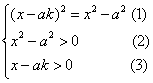 (x-ak)² = x²-a² (1)
x²-a² > 0 (2)
x-ak > 0 (3)